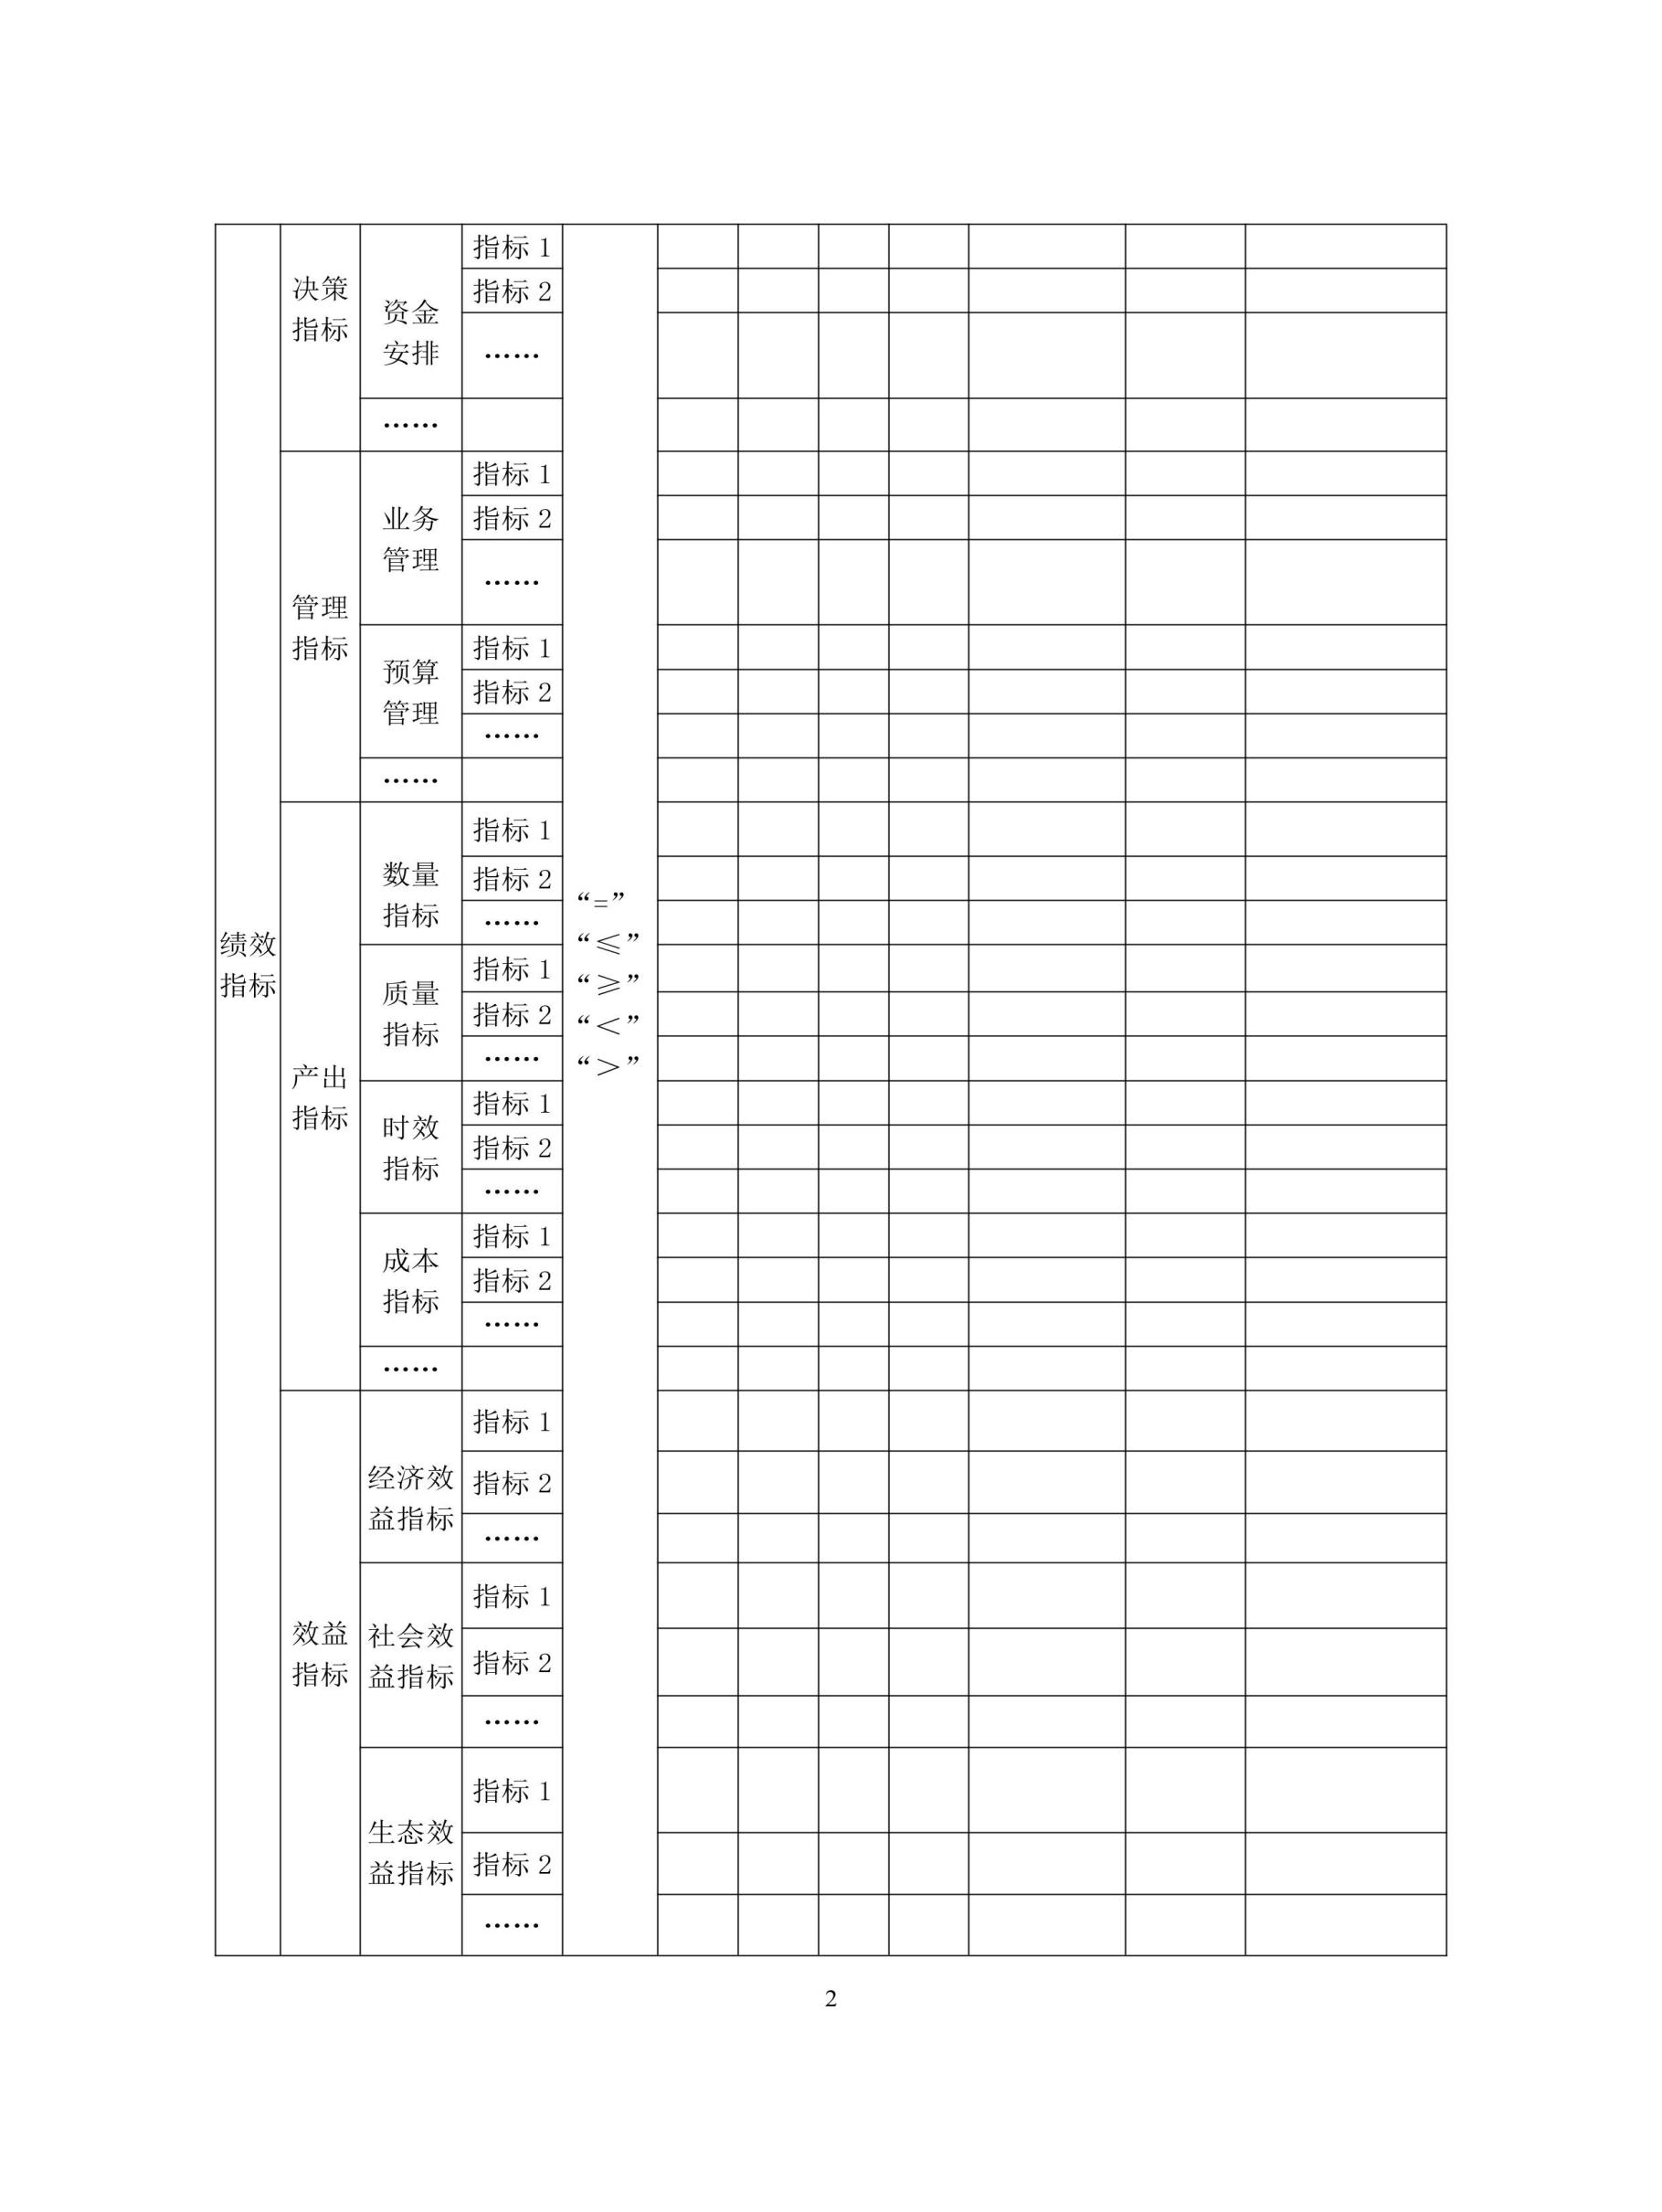 绩效
指标
决策
指标
资金
安排
指标 1
指标 2
……
……
管理
指标
业务
管理
指标 1
指标 2
……
预算
管理
指标 1
指标 2
……
……
产出
指标
数量
指标
指标 1
指标 2
……
质量
指标
指标 1
指标 2
……
时效
指标
指标 1
指标 2
……
成本
指标
指标 1
指标 2
……
……
效益
指标
经济效
益指标
指标 1
指标 2
……
社会效
益指标
指标 1
指标 2
……
生态效
益指标
指标 1
指标 2
……
“=”
“≤”
“≥”
“<”
“>”
2